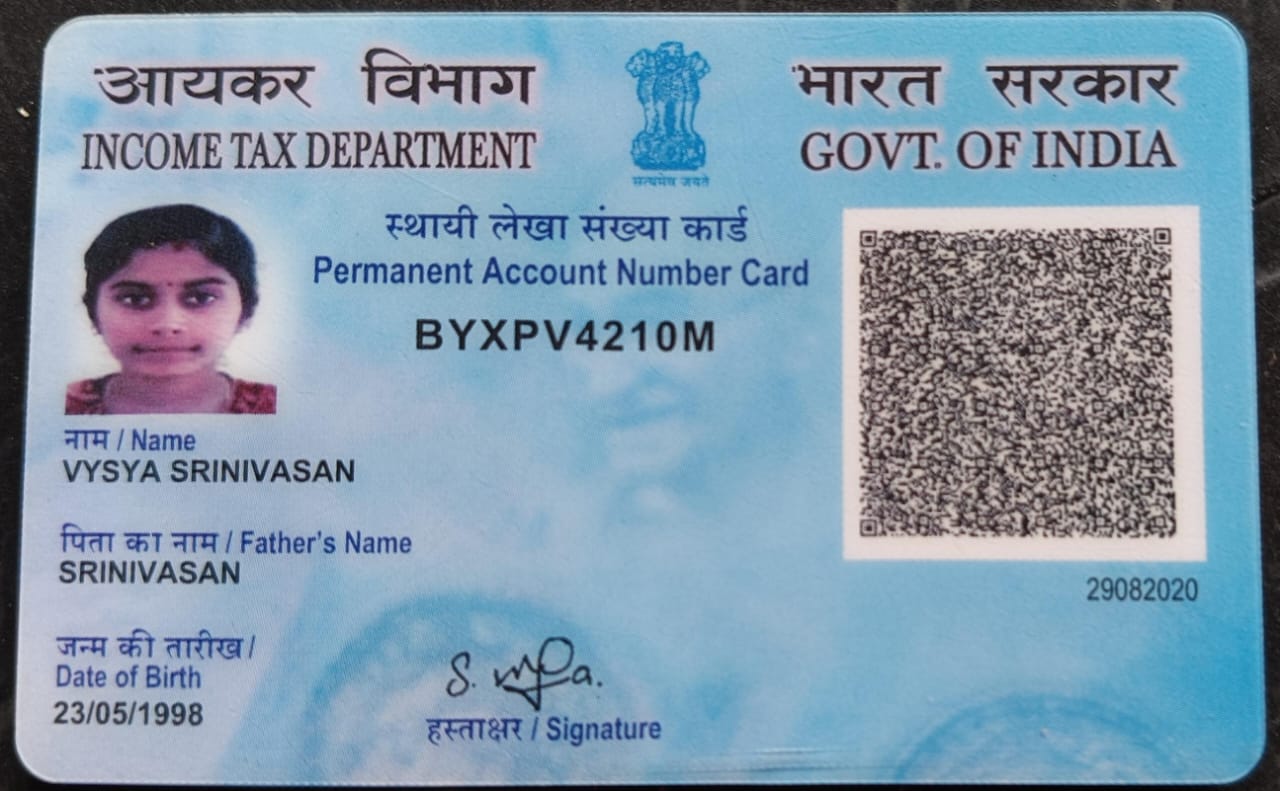 आयकर विभाग
INCOME TAX DEPARTMENT
सत्यमेव जयते
भारत सरकार
GOVT. OF INDIA
स्थायी लेखा संख्या कार्ड
Permanent Account Number Card
BYXPV4210M
नाम / Name
VYSYA SRINIVASAN
पिता का नाम / Father's Name
SRINIVASAN
29082020
जन्म की तारीख /
Date of Birth
23/05/1998
हस्ताक्षर / Signature